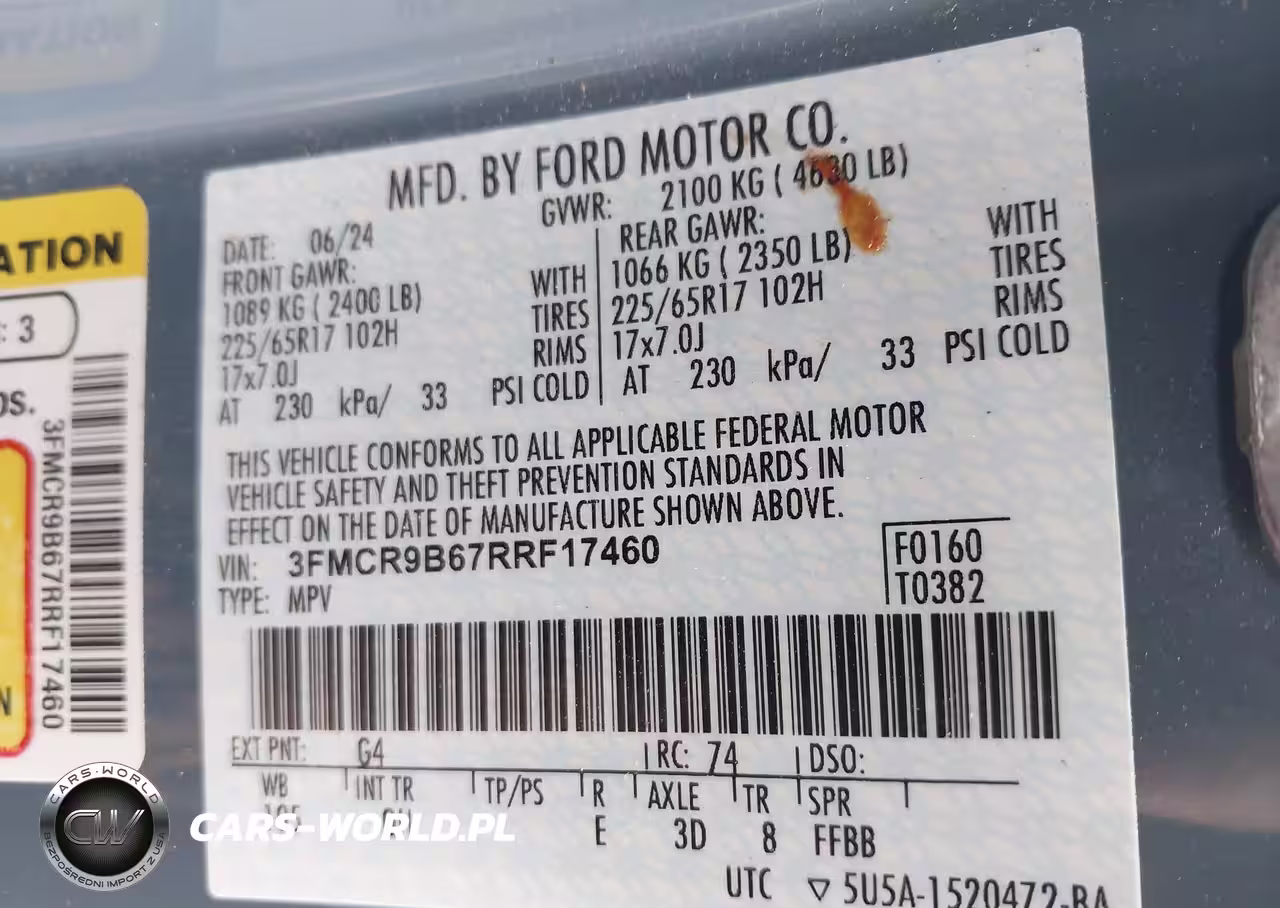 MFD. BY FORD MOTOR CO.
GVWR: 2100 KG ( 4630 LB)
DATE: 06/24
FRONT GAWR:
1089 KG ( 2400 LB) WITH
225/65R17 102H TIRES
17x7.0J RIMS
AT 230 kPa/ 33 PSI COLD
REAR GAWR: WITH
1066 KG ( 2350 LB) TIRES
225/65R17 102H RIMS
17x7.0J
AT 230 kPa/ 33 PSI COLD
THIS VEHICLE CONFORMS TO ALL APPLICABLE FEDERAL MOTOR
VEHICLE SAFETY AND THEFT PREVENTION STANDARDS IN
EFFECT ON THE DATE OF MANUFACTURE SHOWN ABOVE.
VIN: 3FMCR9B67RRF17460
TYPE: MPV
F0160
T0382
EXT PNT: G4 RC: 74 DSO:
WB INT TR TP/PS R AXLE TR SPR
105 E 3D 8 FFBB
UTC ▽ 5U5A-1520472-BA
ATION
: 3
3FMCR9B67RRF17460
CARS-WORLD
CW
BEZPOŚREDNI IMPORT Z USA
CARS-WORLD.PL